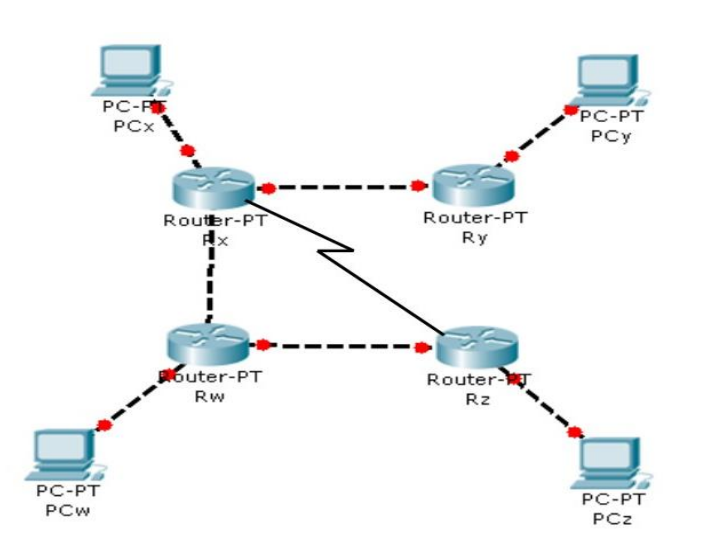 PC-PT
PCx
PC-PT
PCy
Router-PT
Rx
Router-PT
Ry
Router-PT
Rw
Router-PT
Rz
PC-PT
PCw
PC-PT
PCz